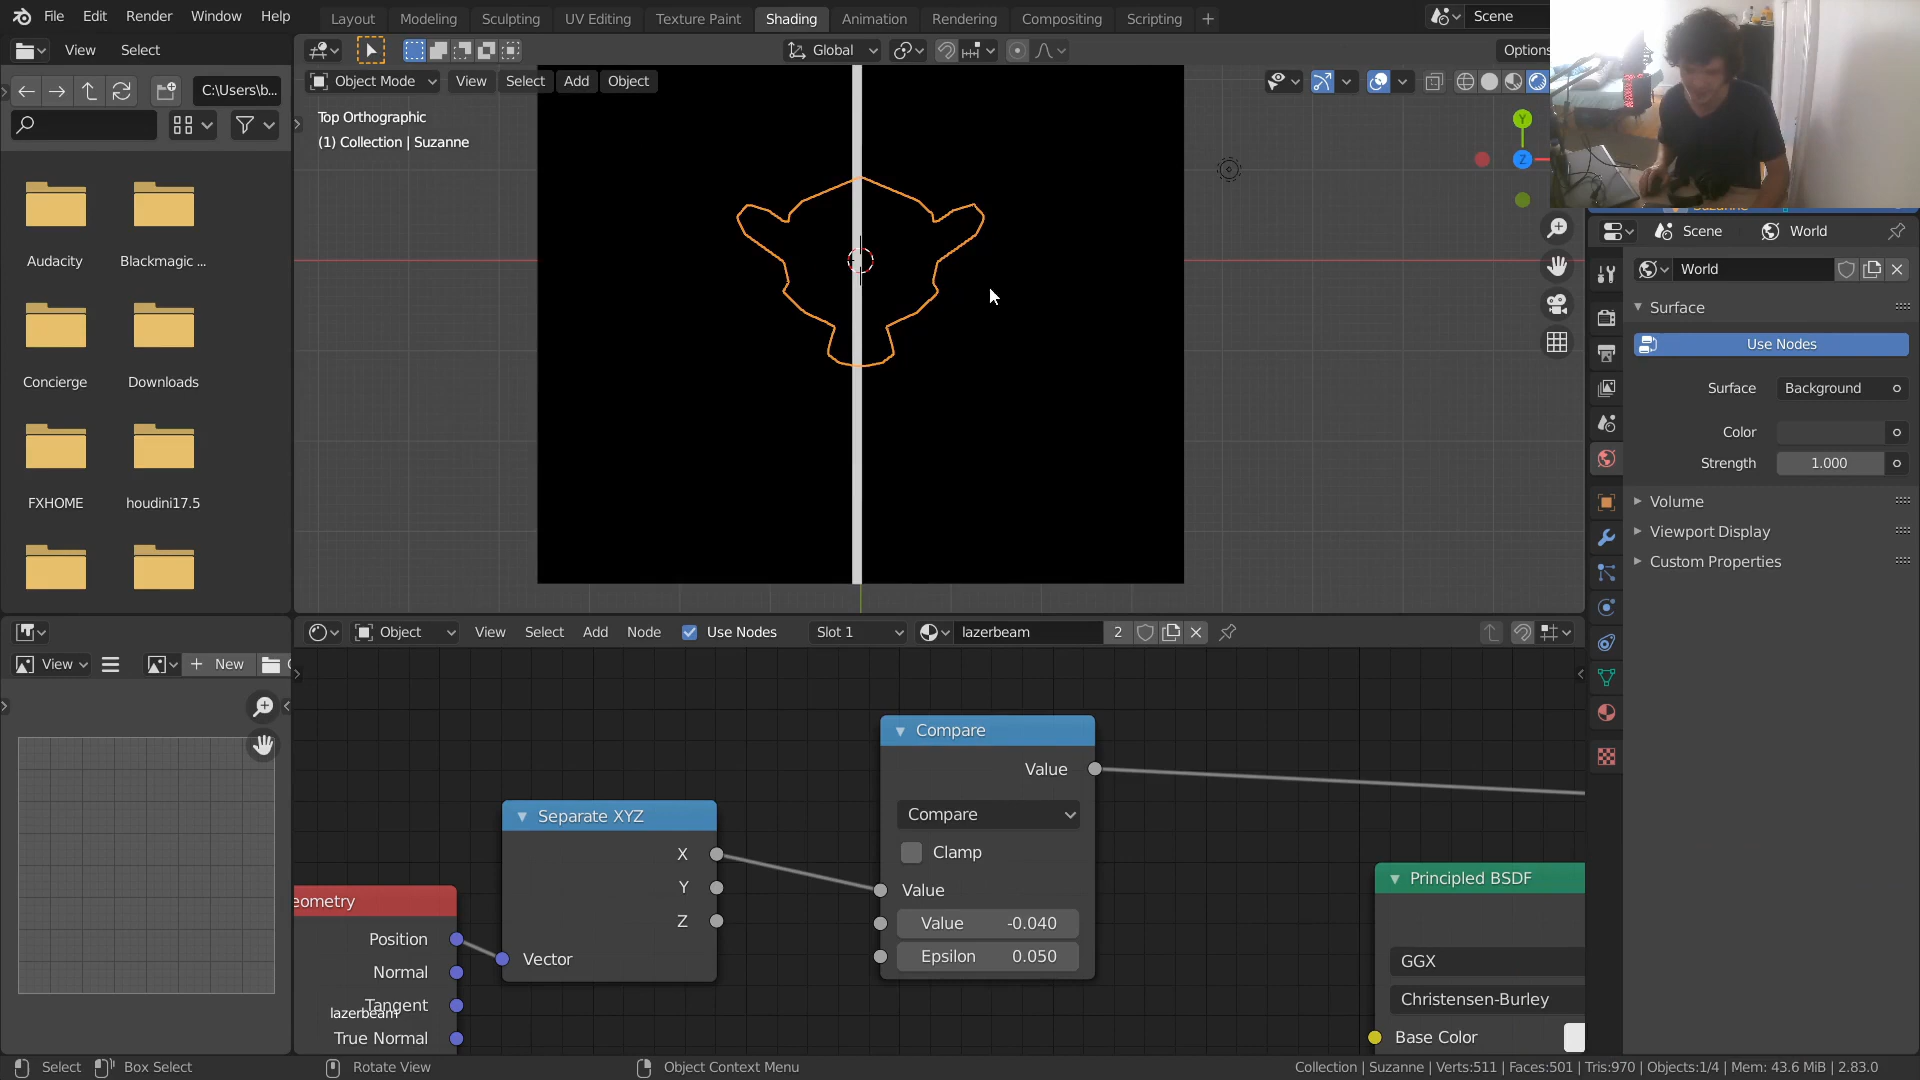 File Edit Render Window Help
Layout Modeling Sculpting UV Editing Texture Paint Shading Animation Rendering Compositing Scripting
Scene
View Select
Global
Options
Object Mode View Select Add Object
C:\Users\b...
Top Orthographic
(1) Collection | Suzanne
Y
Z
Audacity
Blackmagic ...
Concierge
Downloads
FXHOME
houdini17.5
Scene World
World
Surface
Use Nodes
Surface Background
Color
Strength 1.000
Volume
Viewport Display
Custom Properties
View
New
Object View Select Add Node Use Nodes Slot 1 lazerbeam 2
Compare
Value
Compare
Clamp
Value
Value -0.040
Epsilon 0.050
Separate XYZ
X
Y
Z
Vector
eometry
Position
Normal
Tangent
True Normal
lazerbeam
Principled BSDF
GGX
Christensen-Burley
Base Color
Select Box Select Rotate View Object Context Menu
Collection | Suzanne | Verts:511 | Faces:501 | Tris:970 | Objects:1/4 | Mem: 43.6 MiB | 2.83.0